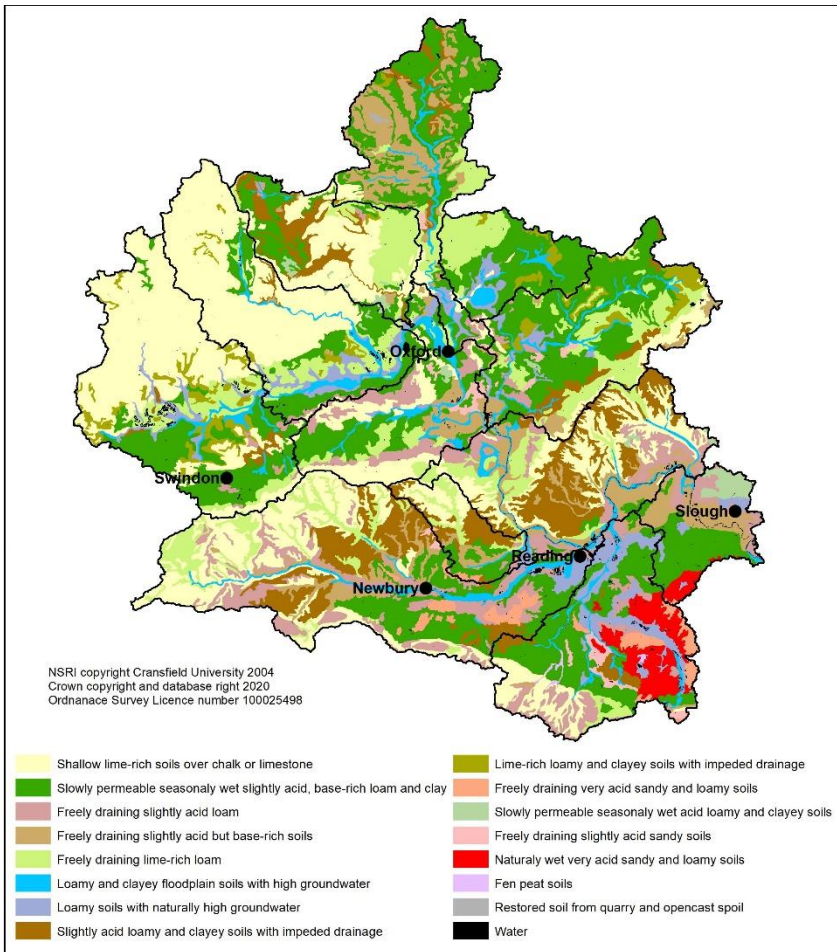 Oxford
Swindon
Slough
Reading
Newbury
NSRI copyright Cransfield University 2004
Crown copyright and database right 2020
Ordnanace Survey Licence number 100025498
Shallow lime-rich soils over chalk or limestone
Slowly permeable seasonaly wet slightly acid, base-rich loam and clay
Freely draining slightly acid loam
Freely draining slightly acid but base-rich soils
Freely draining lime-rich loam
Loamy and clayey floodplain soils with high groundwater
Loamy soils with naturally high groundwater
Slightly acid loamy and clayey soils with impeded drainage
Lime-rich loamy and clayey soils with impeded drainage
Freely draining very acid sandy and loamy soils
Slowly permeable seasonaly wet acid loamy and clayey soils
Freely draining slightly acid sandy soils
Naturaly wet very acid sandy and loamy soils
Fen peat soils
Restored soil from quarry and opencast spoil
Water